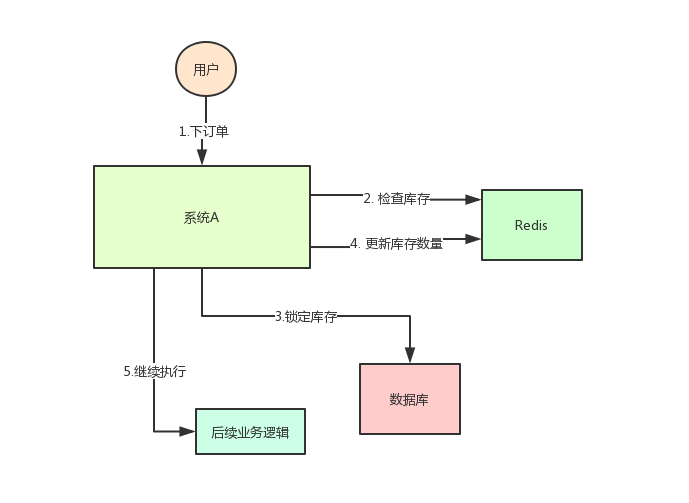 用户
1.下订单
系统A
2. 检查库存
Redis
4. 更新库存数量
3.锁定库存
5.继续执行
数据库
后续业务逻辑